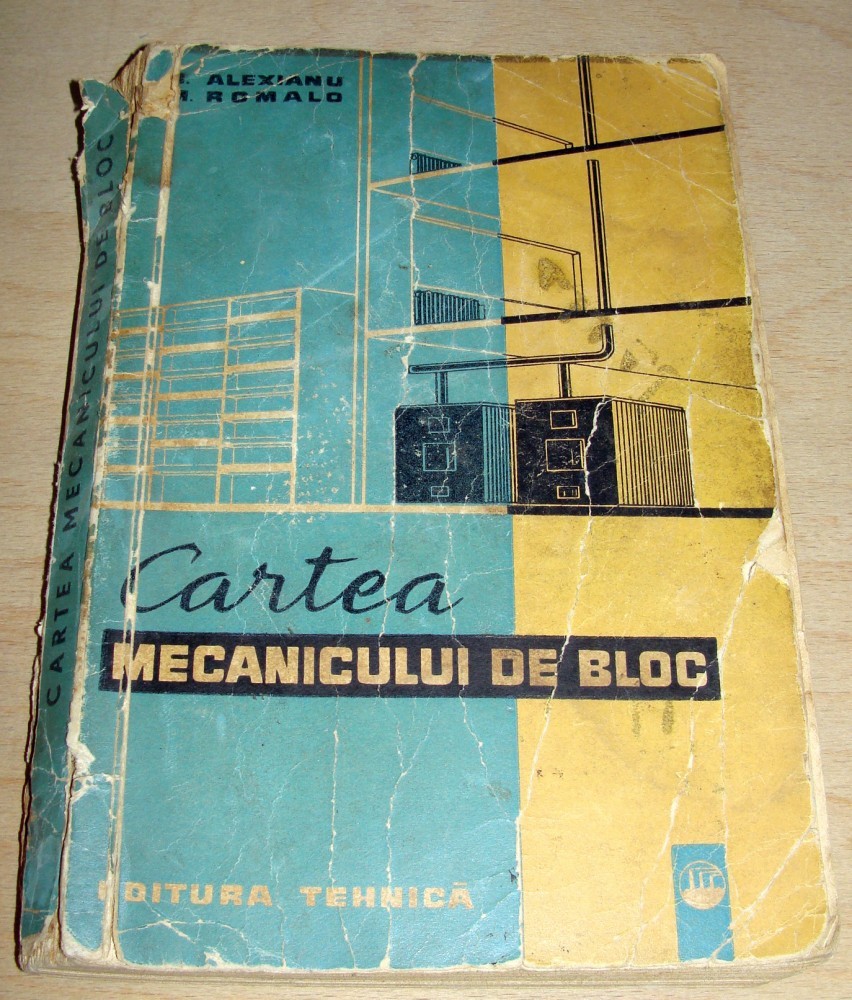 ALEXIANU
M. ROMALO
Cartea
MECANICULUI DE BLOC
EDITURA TEHNICĂ
CARTEA MECANICULUI DE BLOC